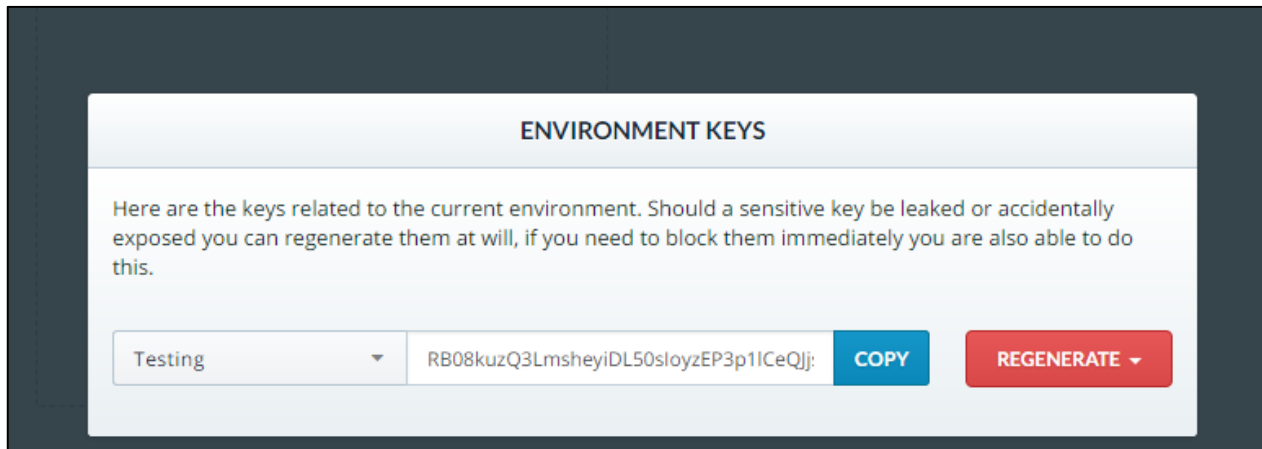 ENVIRONMENT KEYS
Here are the keys related to the current environment. Should a sensitive key be leaked or accidentally
exposed you can regenerate them at will, if you need to block them immediately you are also able to do
this.
Testing
RB08kuzQ3LmsheyiDL50sIoyzEP3p1lCeQJj
COPY
REGENERATE